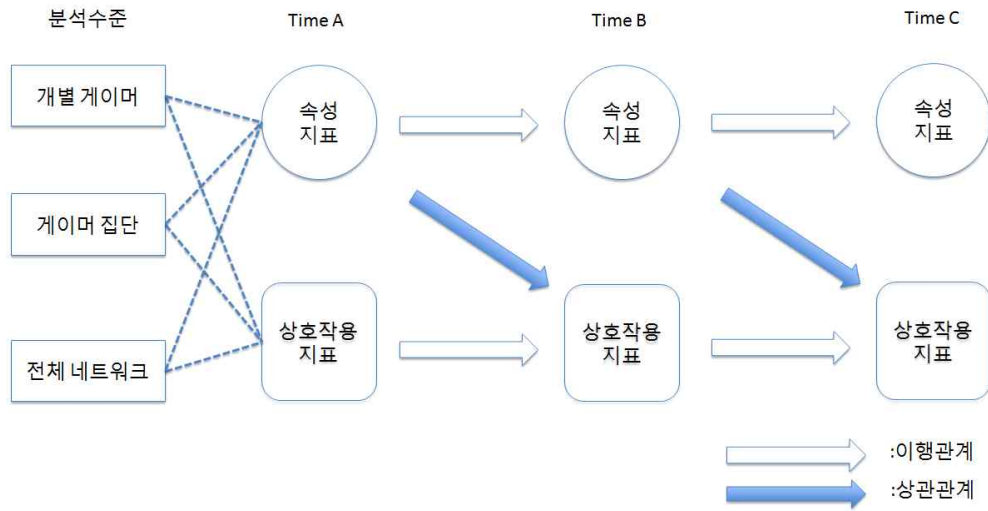 분석수준
Time A
Time B
Time C
개별 게이머
속성
지표
속성
지표
속성
지표
게이머 집단
전체 네트워크
상호작용
지표
상호작용
지표
상호작용
지표
:이행관계
:상관관계